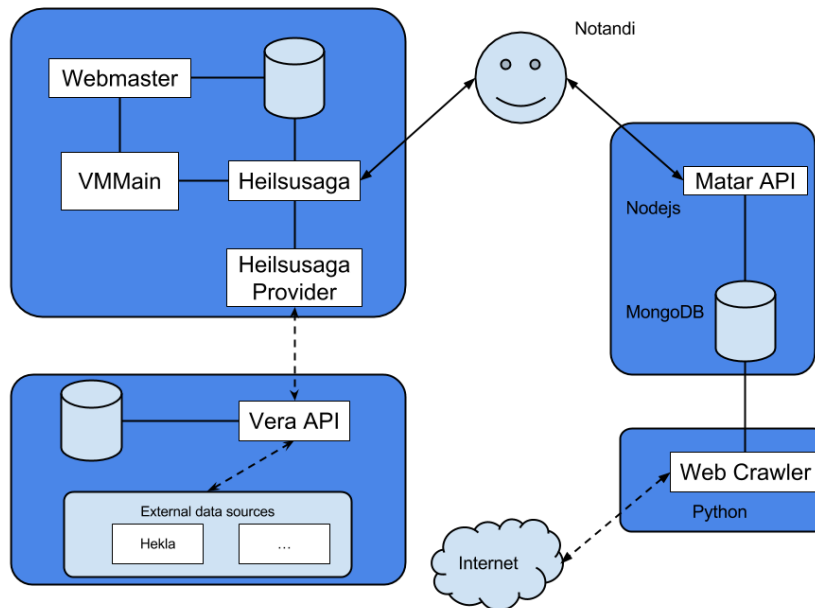 Notandi
Webmaster
VMMain
Heilsusaga
Heilsusaga
Provider
Matar API
Nodejs
MongoDB
Vera API
External data sources
Hekla
...
Web Crawler
Python
Internet